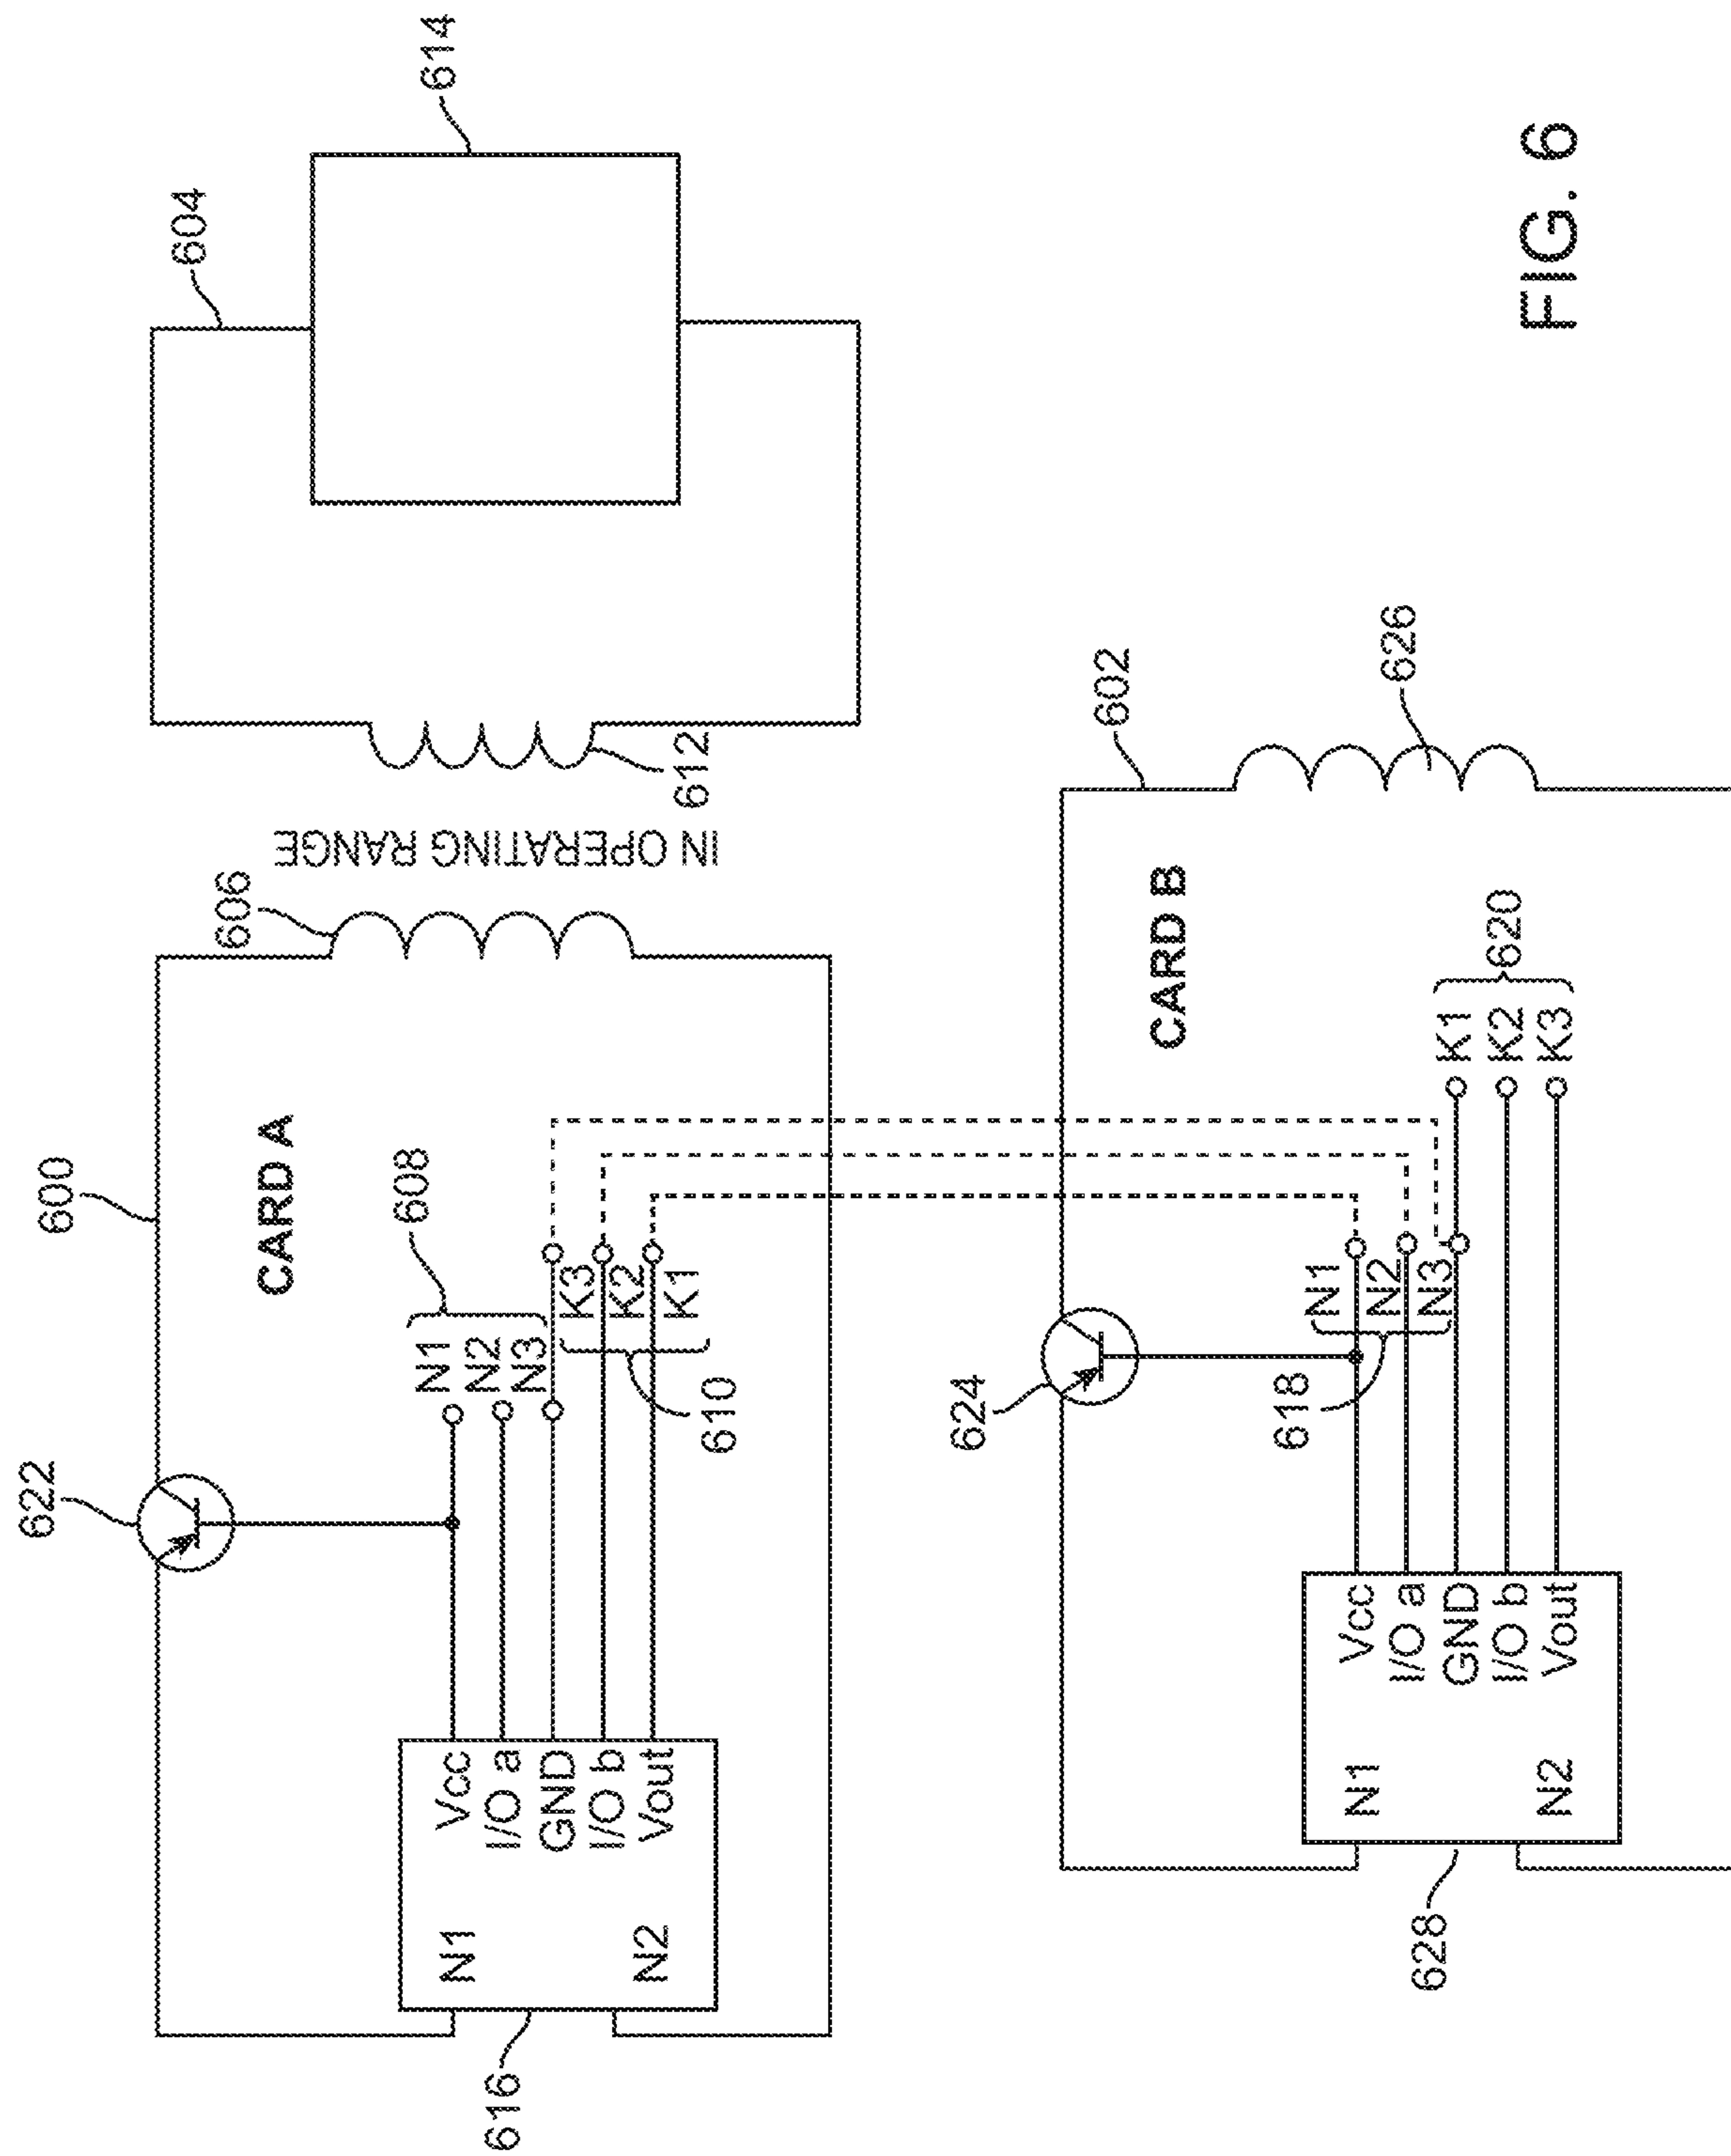 622
600
606
604
614
CARD A
608
N1
N2
N3
K3
K2
K1
610
616
N1
N2
Vcc
I/O a
GND
I/O b
Vout
IN OPERATING RANGE
612
624
602
626
CARD B
618
N1
N2
N3
K1
K2
K3
620
628
N1
N2
Vcc
I/O a
GND
I/O b
Vout
FIG. 6